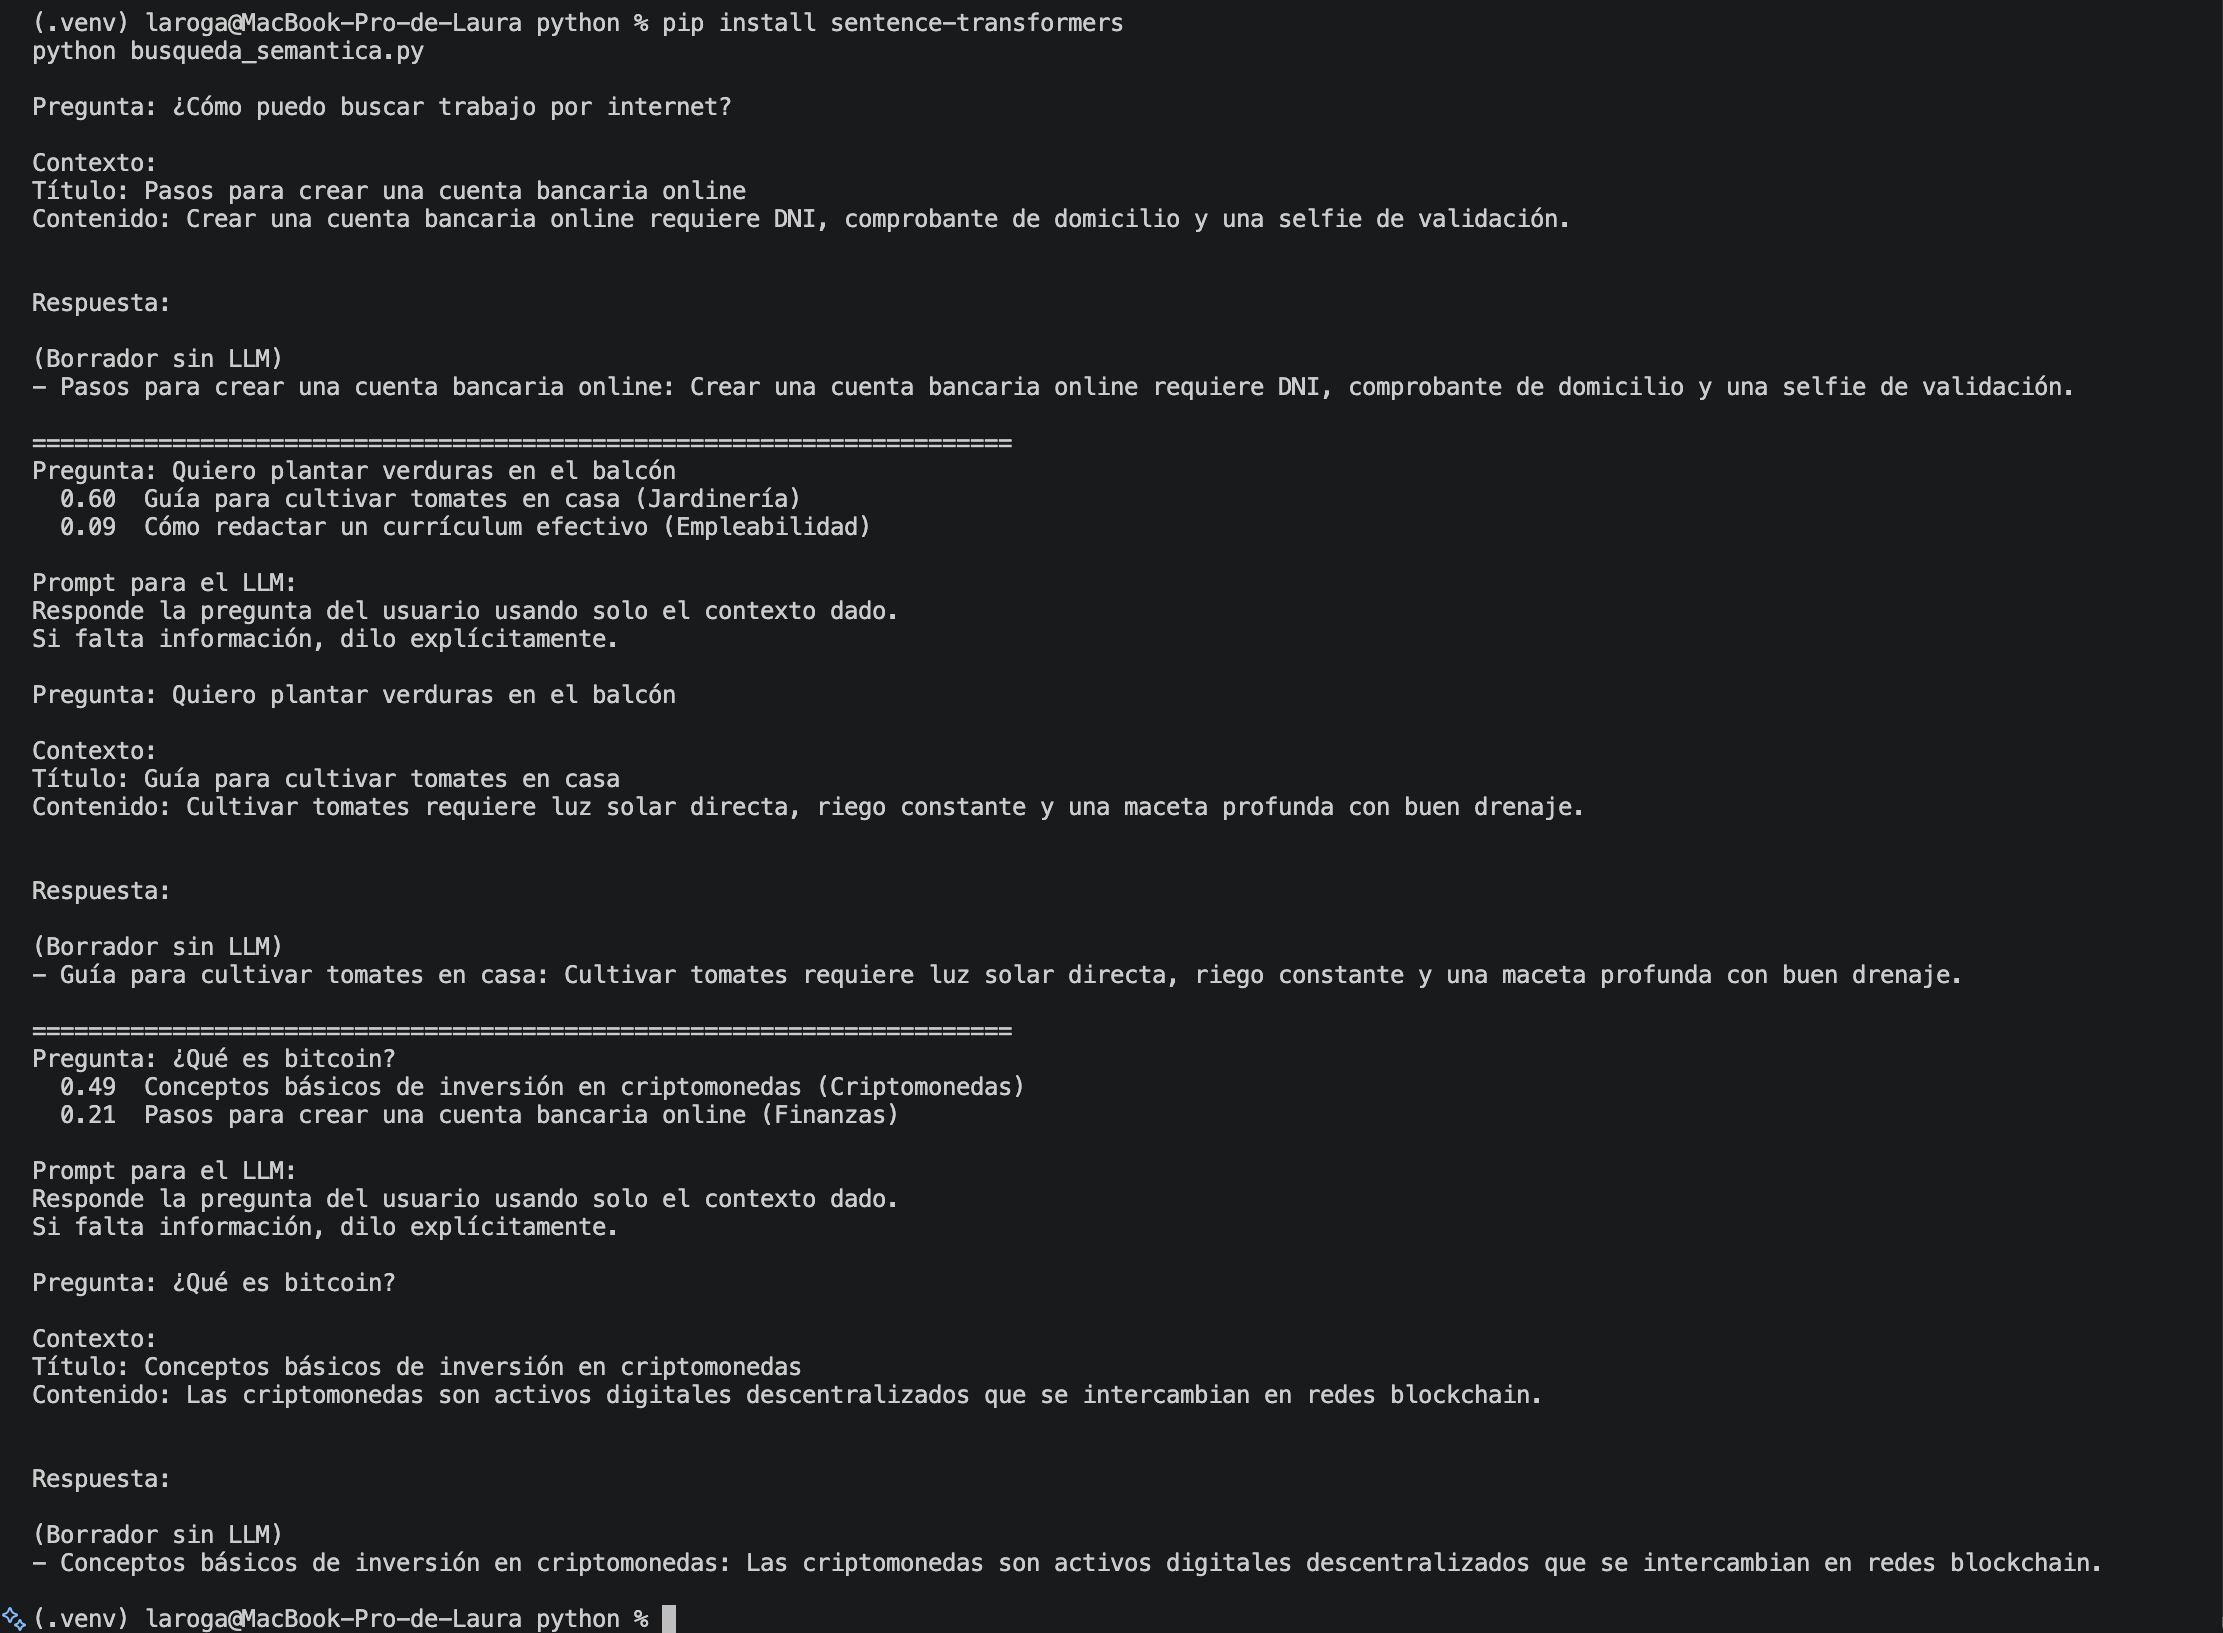 (.venv) laroga@MacBook-Pro-de-Laura python % pip install sentence-transformers
python busqueda_semantica.py
Pregunta: ¿Cómo puedo buscar trabajo por internet?
Contexto:
Título: Pasos para crear una cuenta bancaria online
Contenido: Crear una cuenta bancaria online requiere DNI, comprobante de domicilio y una selfie de validación.
Respuesta:
(Borrador sin LLM)
- Pasos para crear una cuenta bancaria online: Crear una cuenta bancaria online requiere DNI, comprobante de domicilio y una selfie de validación.
======================================================================
Pregunta: Quiero plantar verduras en el balcón
  0.60  Guía para cultivar tomates en casa (Jardinería)
  0.09  Cómo redactar un currículum efectivo (Empleabilidad)
Prompt para el LLM:
Responde la pregunta del usuario usando solo el contexto dado.
Si falta información, dilo explícitamente.
Pregunta: Quiero plantar verduras en el balcón
Contexto:
Título: Guía para cultivar tomates en casa
Contenido: Cultivar tomates requiere luz solar directa, riego constante y una maceta profunda con buen drenaje.
Respuesta:
(Borrador sin LLM)
- Guía para cultivar tomates en casa: Cultivar tomates requiere luz solar directa, riego constante y una maceta profunda con buen drenaje.
======================================================================
Pregunta: ¿Qué es bitcoin?
  0.49  Conceptos básicos de inversión en criptomonedas (Criptomonedas)
  0.21  Pasos para crear una cuenta bancaria online (Finanzas)
Prompt para el LLM:
Responde la pregunta del usuario usando solo el contexto dado.
Si falta información, dilo explícitamente.
Pregunta: ¿Qué es bitcoin?
Contexto:
Título: Conceptos básicos de inversión en criptomonedas
Contenido: Las criptomonedas son activos digitales descentralizados que se intercambian en redes blockchain.
Respuesta:
(Borrador sin LLM)
- Conceptos básicos de inversión en criptomonedas: Las criptomonedas son activos digitales descentralizados que se intercambian en redes blockchain.
(.venv) laroga@MacBook-Pro-de-Laura python %